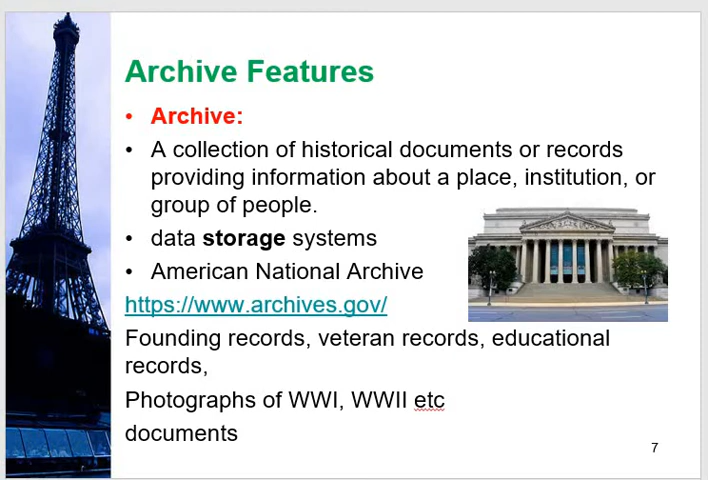 Archive Features
• Archive:
• A collection of historical documents or records
providing information about a place, institution, or
group of people.
• data storage systems
• American National Archive
https://www.archives.gov/
Founding records, veteran records, educational
records,
Photographs of WWI, WWII etc
documents
7